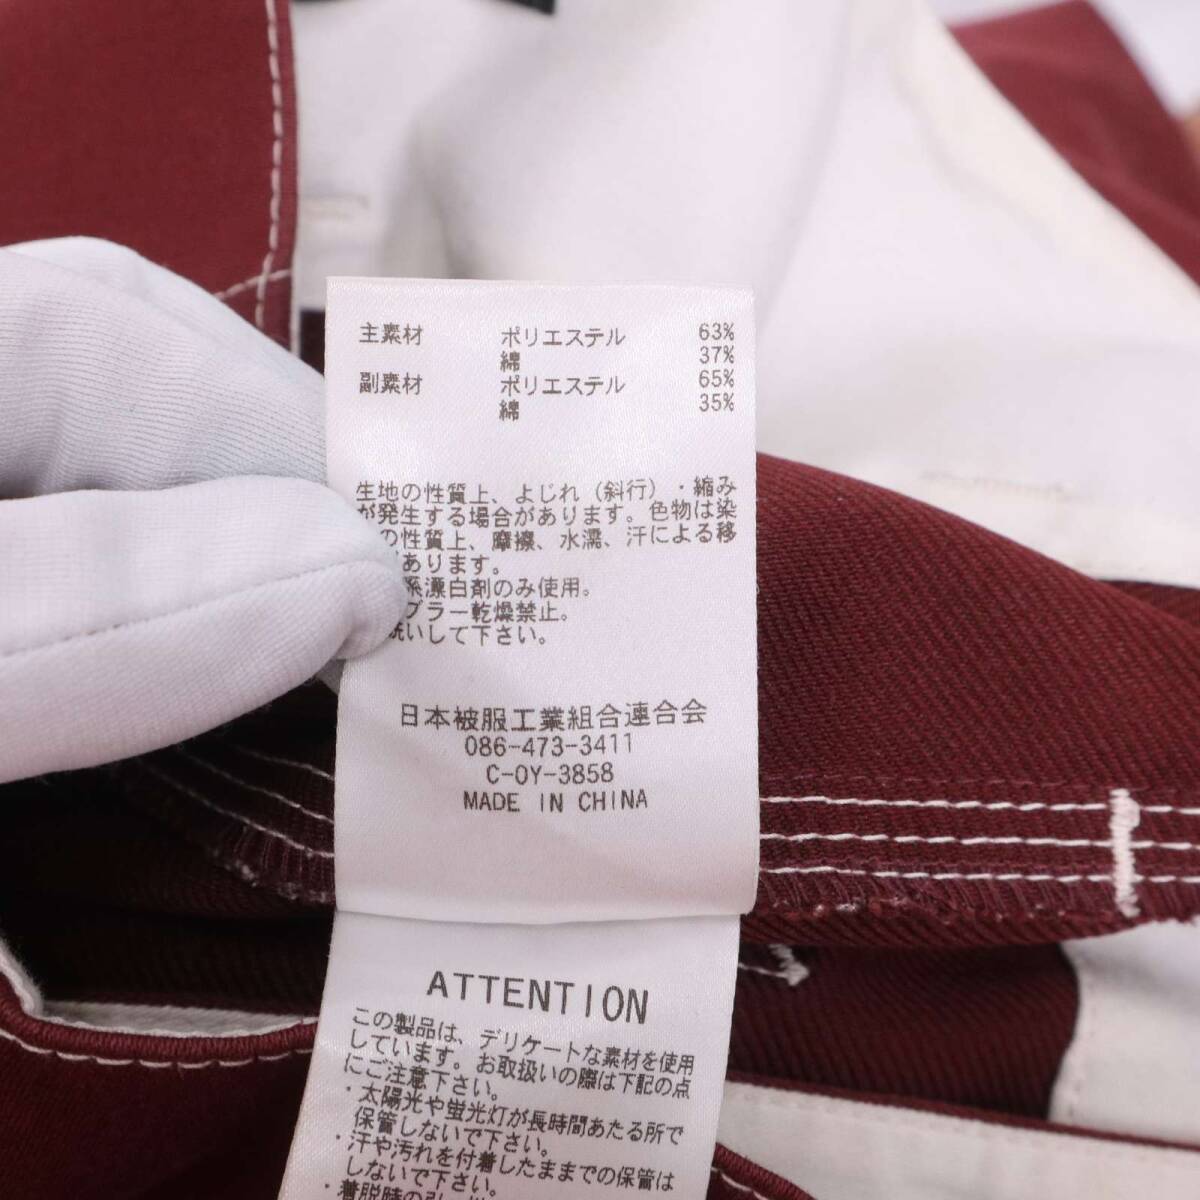 主素材 ポリエステル 63%
綿 37%
副素材 ポリエステル 65%
綿 35%
生地の性質上、よじれ（斜行）・縮み
が発生する場合があります。色物は染
の性質上、摩擦、水濡、汗による移
あります。
系漂白剤のみ使用。
ブラー乾燥禁止。
洗いして下さい。
日本被服工業組合連合会
086-473-3411
C-OY-3858
MADE IN CHINA
ATTENTION
この製品は、デリケートな素材を使用
しています。お取扱いの際は下記の点
にご注意下さい。
・太陽光や蛍光灯が長時間あたる所で
保管しないで下さい。
・汗や汚れを付着したままでの保管は
しないで下さい。
・着脱時の引